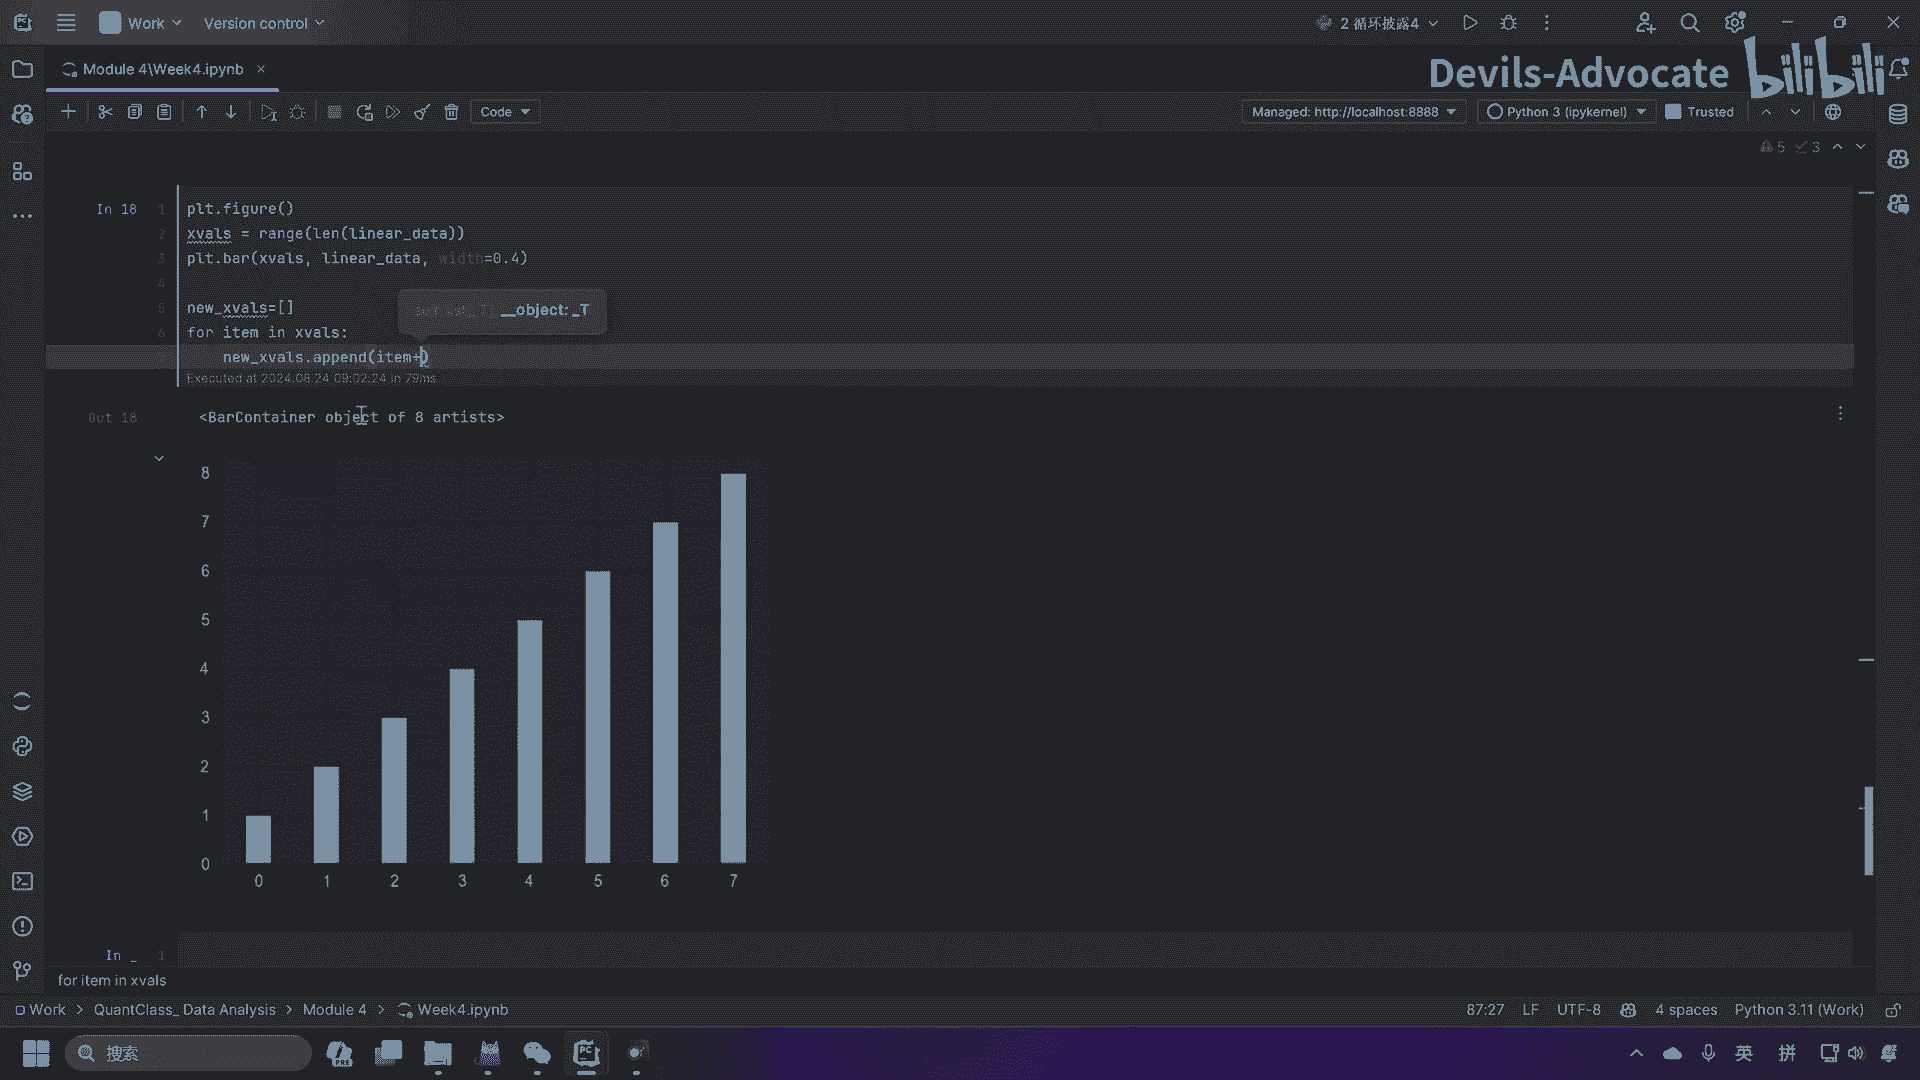 Work
Version control
2 循环披露4
Module 4\Week4.ipynb
Devils-Advocate
bilibili
Code
Managed: http://localhost:8888
Python 3 (ipykernel)
Trusted
5
3
In 18
1 plt.figure()
2 xvals = range(len(linear_data))
3 plt.bar(xvals, linear_data, width=0.4)
4
5 new_xvals=[]
__object: _T
6 for item in xvals:
7 new_xvals.append(item+)
Executed at 2024.08.24 09:02:24 in 79ms
Out 18
<BarContainer object of 8 artists>
8
7
6
5
4
3
2
1
0
0 1 2 3 4 5 6 7
In _ 1
for item in xvals
Work > QuantClass_ Data Analysis > Module 4 > Week4.ipynb
87:27 LF UTF-8 4 spaces Python 3.11 (Work)
搜索
英 拼